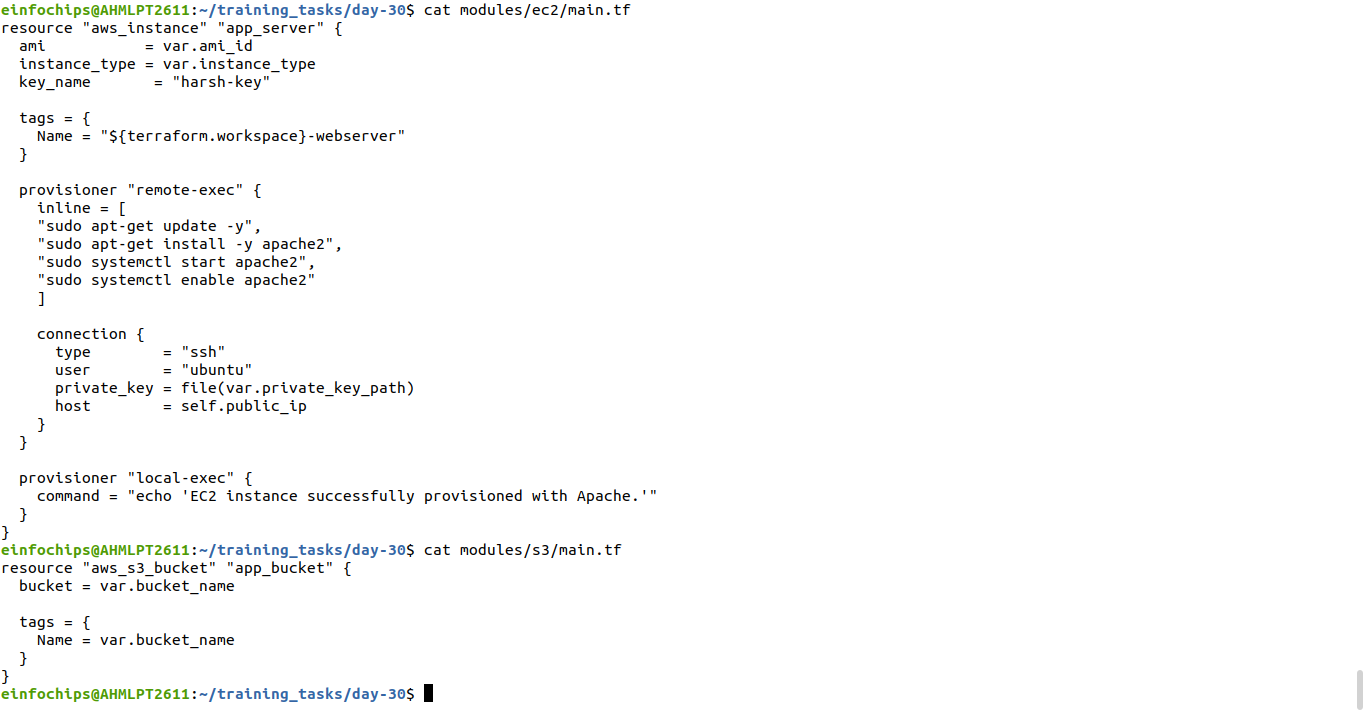 einfochips@AHMLPT2611:~/training_tasks/day-30$ cat modules/ec2/main.tf
resource "aws_instance" "app_server" {
  ami           = var.ami_id
  instance_type = var.instance_type
  key_name       = "harsh-key"

  tags = {
    Name = "${terraform.workspace}-webserver"
  }

  provisioner "remote-exec" {
    inline = [
    "sudo apt-get update -y",
    "sudo apt-get install -y apache2",
    "sudo systemctl start apache2",
    "sudo systemctl enable apache2"
    ]

    connection {
      type        = "ssh"
      user        = "ubuntu"
      private_key = file(var.private_key_path)
      host        = self.public_ip
    }
  }

  provisioner "local-exec" {
    command = "echo 'EC2 instance successfully provisioned with Apache.'"
  }
}
einfochips@AHMLPT2611:~/training_tasks/day-30$ cat modules/s3/main.tf
resource "aws_s3_bucket" "app_bucket" {
  bucket = var.bucket_name

  tags = {
    Name = var.bucket_name
  }
}
einfochips@AHMLPT2611:~/training_tasks/day-30$